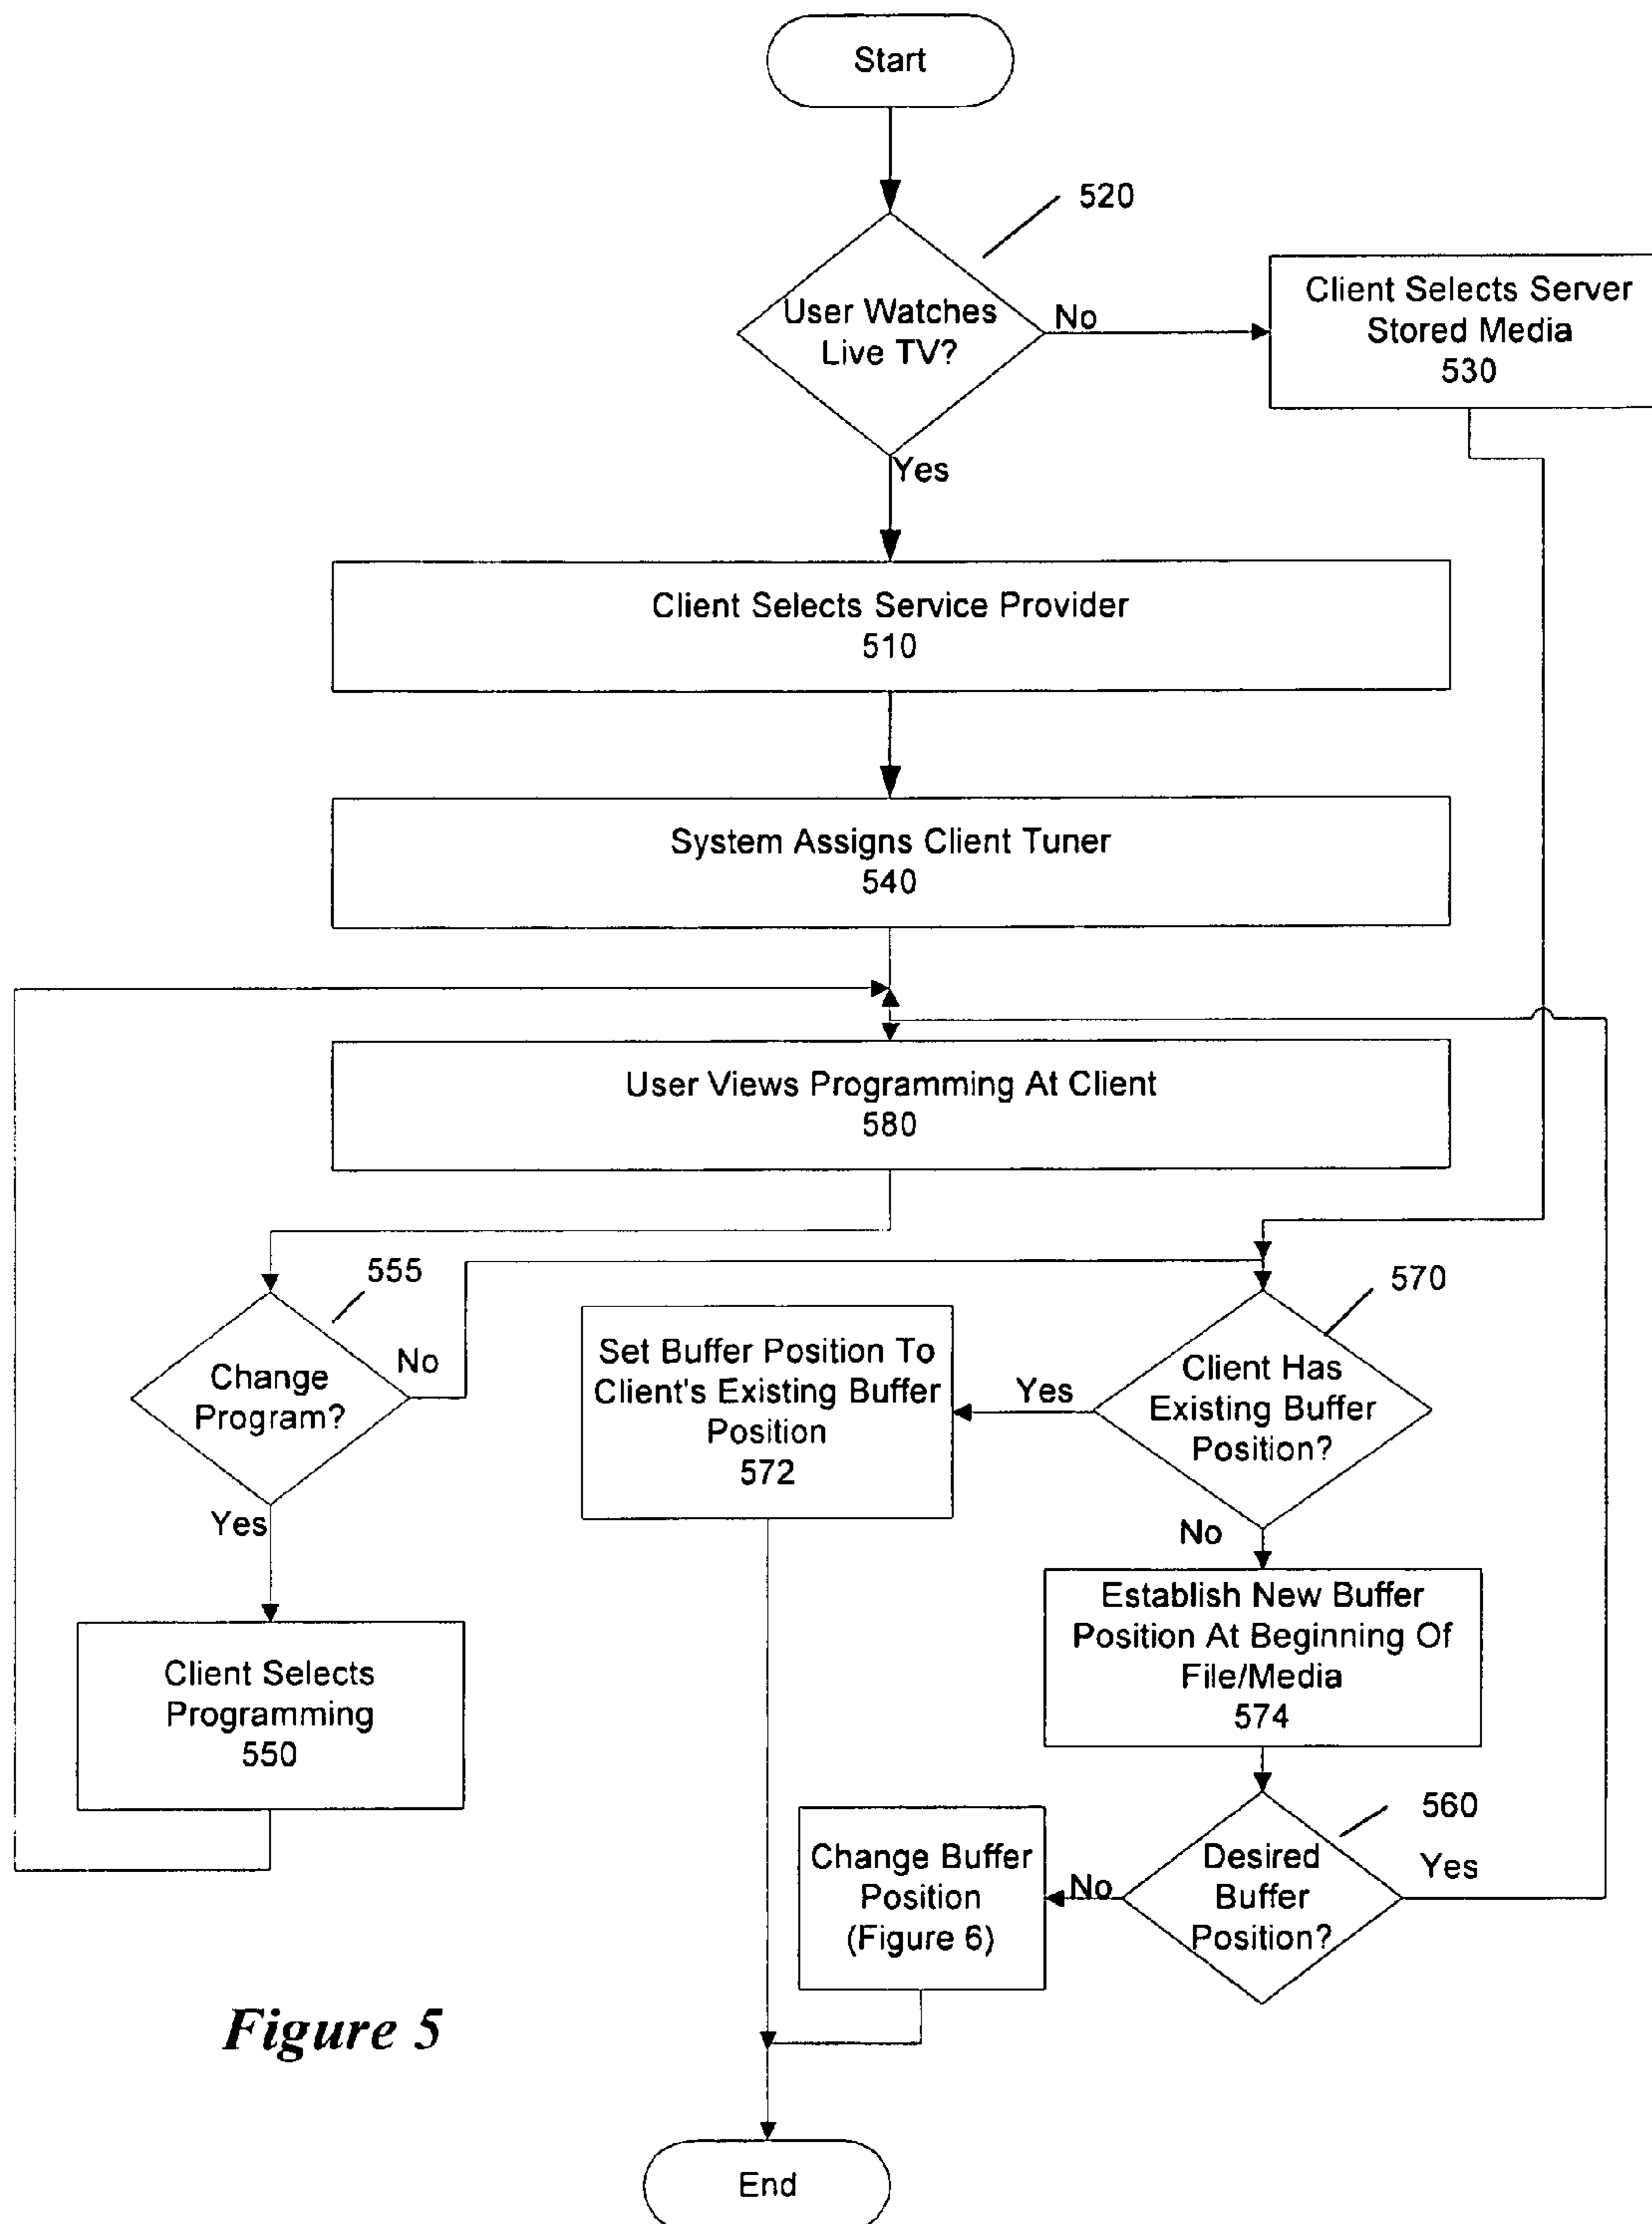 Start
520
User Watches
Live TV?
No
Client Selects Server
Stored Media
530
Yes
Client Selects Service Provider
510
System Assigns Client Tuner
540
User Views Programming At Client
580
555
Change
Program?
No
Yes
Client Selects
Programming
550
570
Client Has
Existing Buffer
Position?
Yes
Set Buffer Position To
Client's Existing Buffer
Position
572
No
Establish New Buffer
Position At Beginning Of
File/Media
574
560
Desired
Buffer
Position?
Yes
No
Change Buffer
Position
(Figure 6)
Figure 5
End